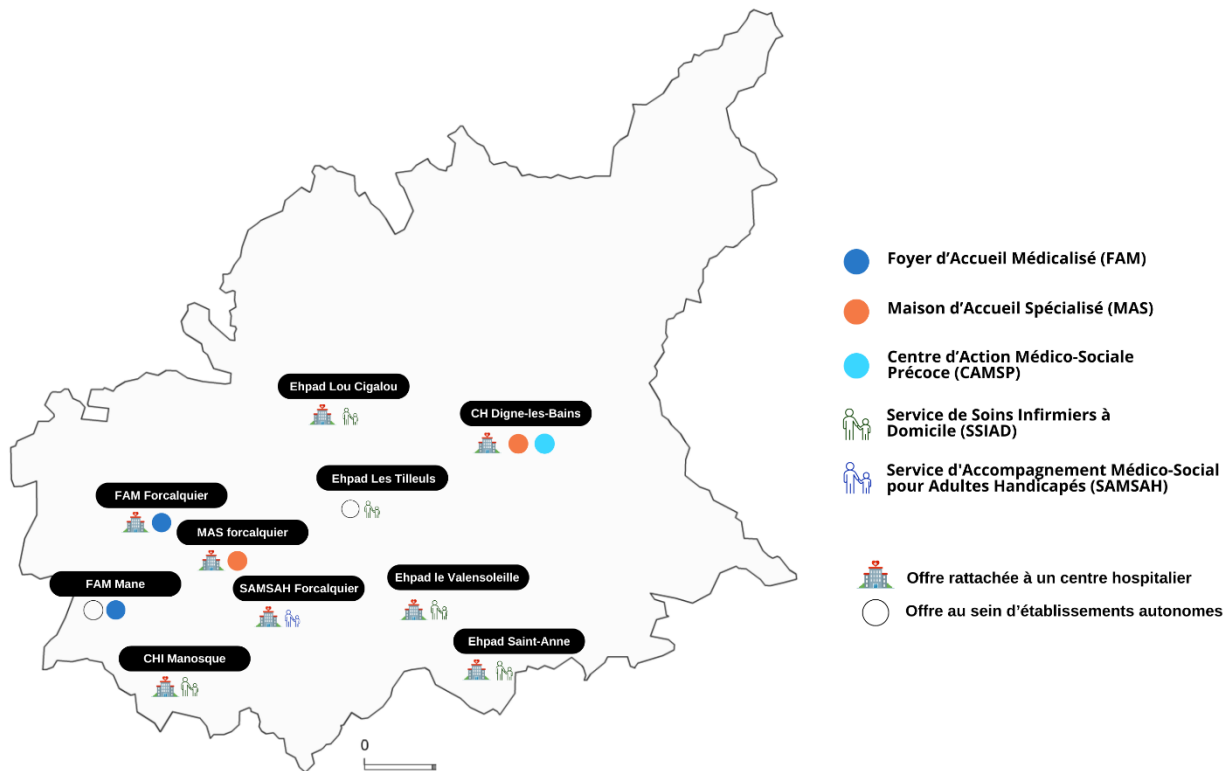 Foyer d'Accueil Médicalisé (FAM)
Maison d'Accueil Spécialisé (MAS)
Centre d'Action Médico-Sociale
Précoce (CAMSP)
Service de Soins Infirmiers à
Domicile (SSIAD)
Service d'Accompagnement Médico-Social
pour Adultes Handicapés (SAMSAH)
Offre rattachée à un centre hospitalier
Offre au sein d'établissements autonomes
Ehpad Lou Cigalou
CH Digne-les-Bains
Ehpad Les Tilleuls
FAM Forcalquier
MAS forcalquier
FAM Mane
SAMSAH Forcalquier
Ehpad le Valensoleille
Ehpad Saint-Anne
CHI Manosque
0